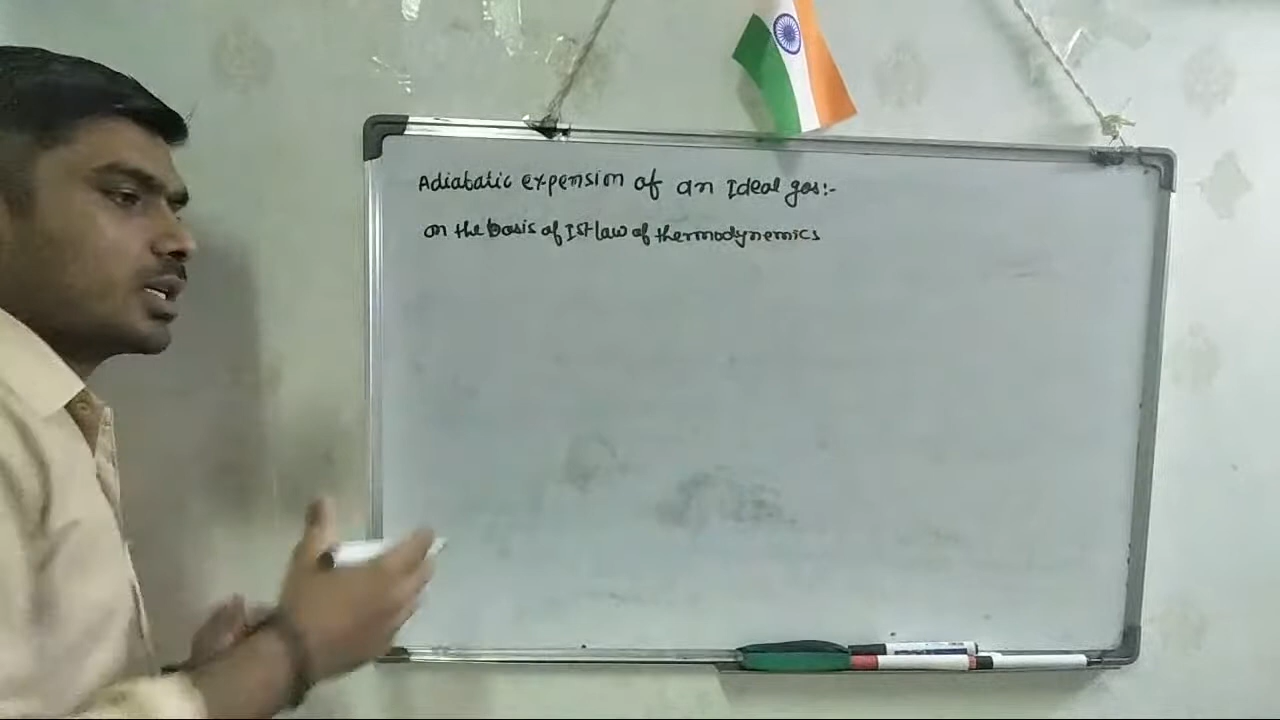 Adiabatic expension of an Ideal gas:-
on the basis of Ist law of thermodynemics